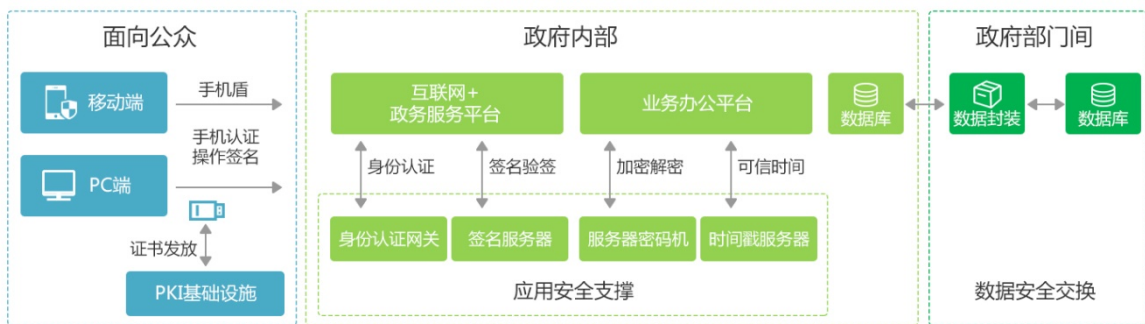 面向公众
移动端
手机盾
手机认证
操作签名
PC端
证书发放
PKI基础设施
政府内部
互联网+
政务服务平台
业务办公平台
数据库
身份认证
签名验签
加密解密
可信时间
身份认证网关
签名服务器
服务器密码机
时间戳服务器
应用安全支撑
政府部门间
数据封装
数据库
数据安全交换